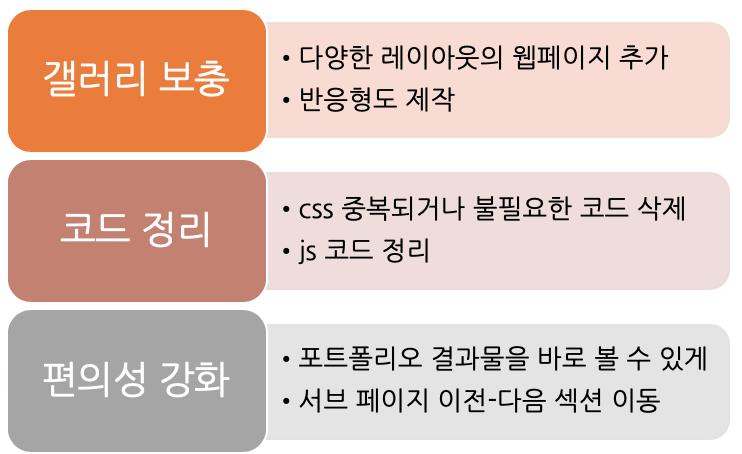 갤러리 보충
• 다양한 레이아웃의 웹페이지 추가
• 반응형도 제작
코드 정리
• css 중복되거나 불필요한 코드 삭제
• js 코드 정리
편의성 강화
• 포트폴리오 결과물을 바로 볼 수 있게
• 서브 페이지 이전-다음 섹션 이동